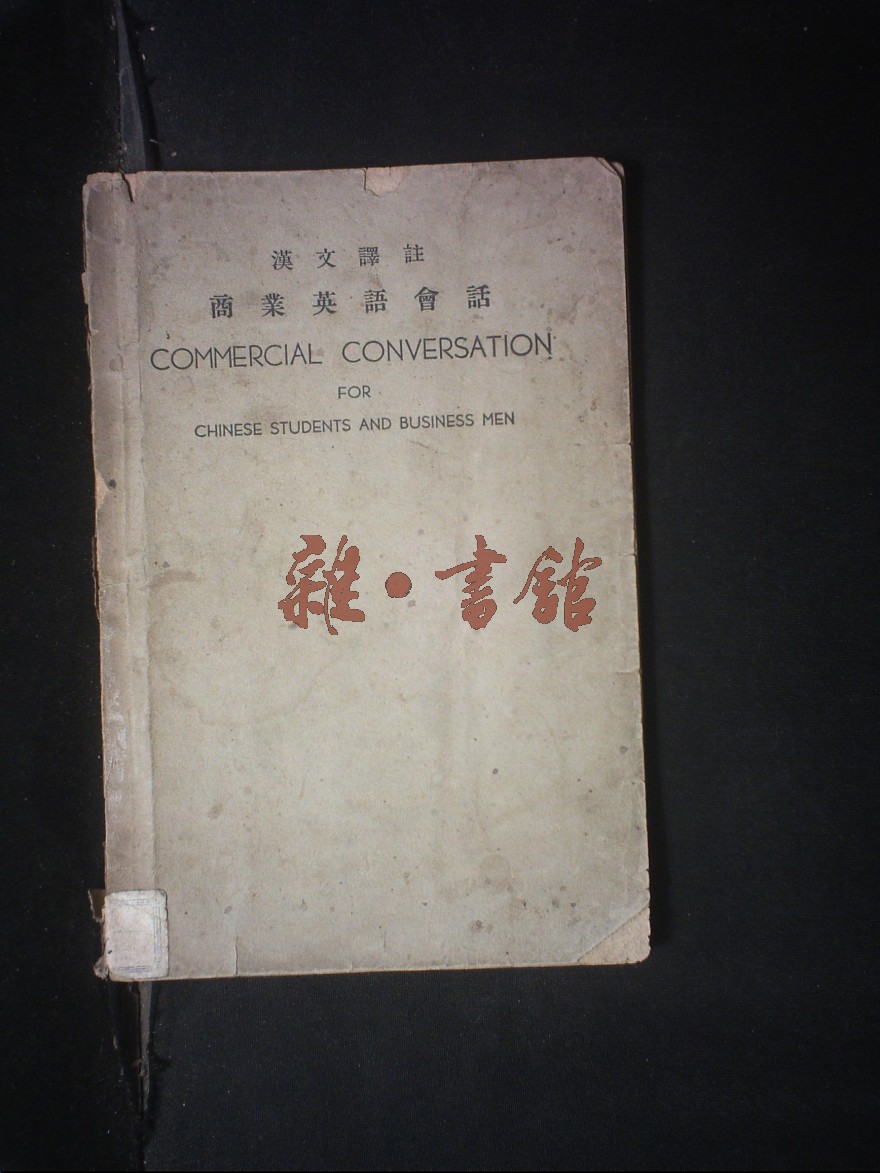 漢文譯註
商業英語會話
COMMERCIAL CONVERSATION
FOR
CHINESE STUDENTS AND BUSINESS MEN
雜·書館